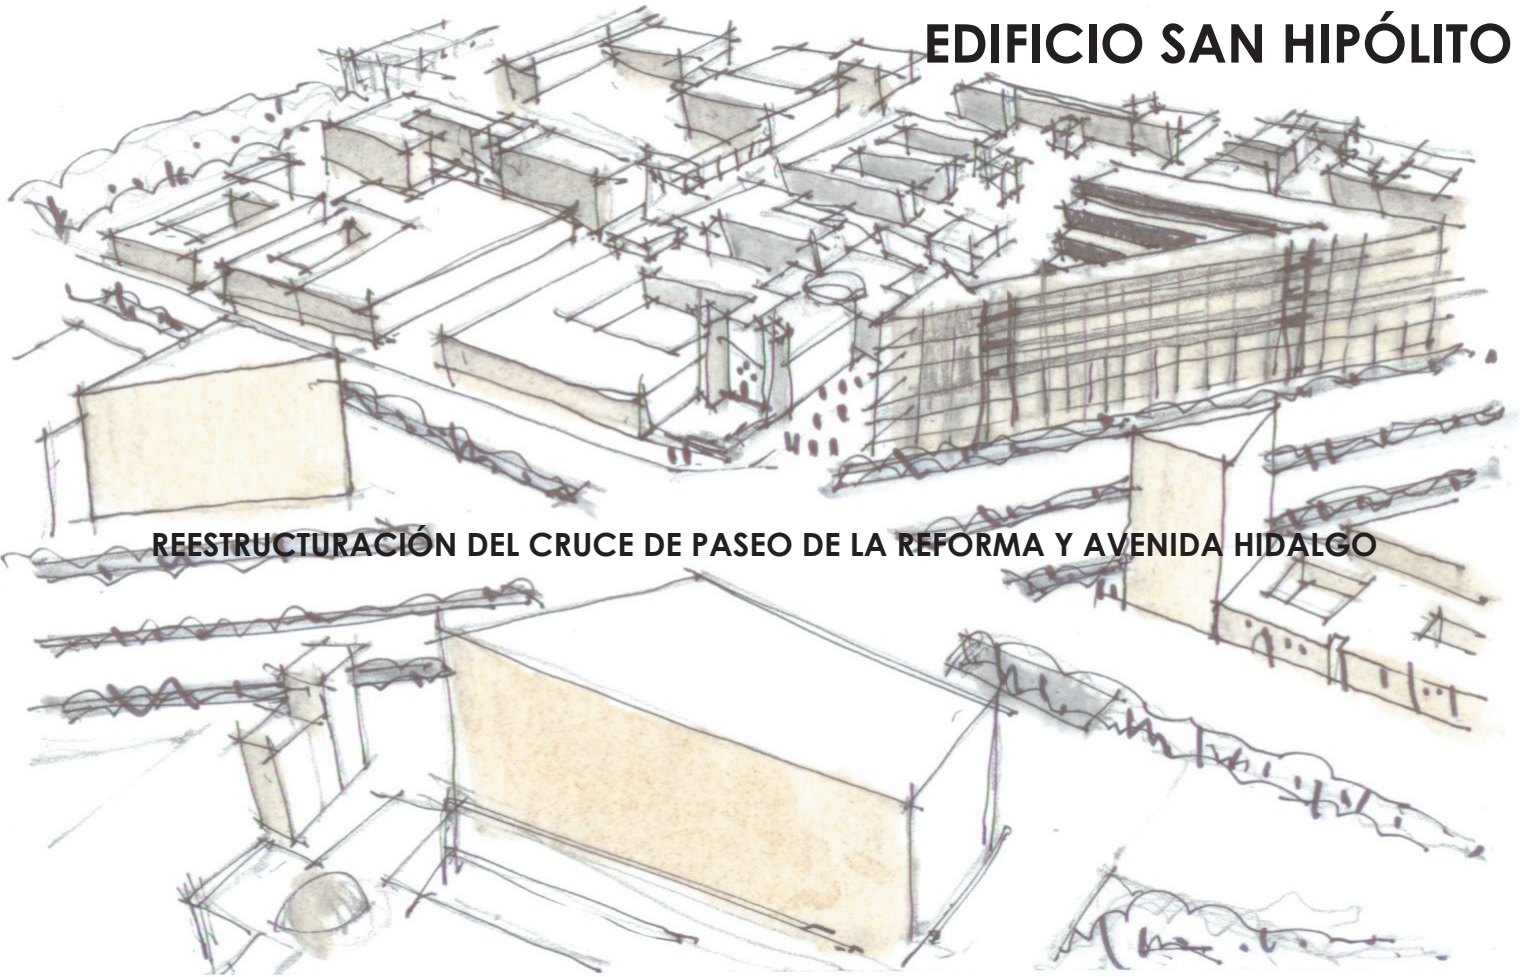 EDIFICIO SAN HIPÓLITO
REESTRUCTURACIÓN DEL CRUCE DE PASEO DE LA REFORMA Y AVENIDA HIDALGO